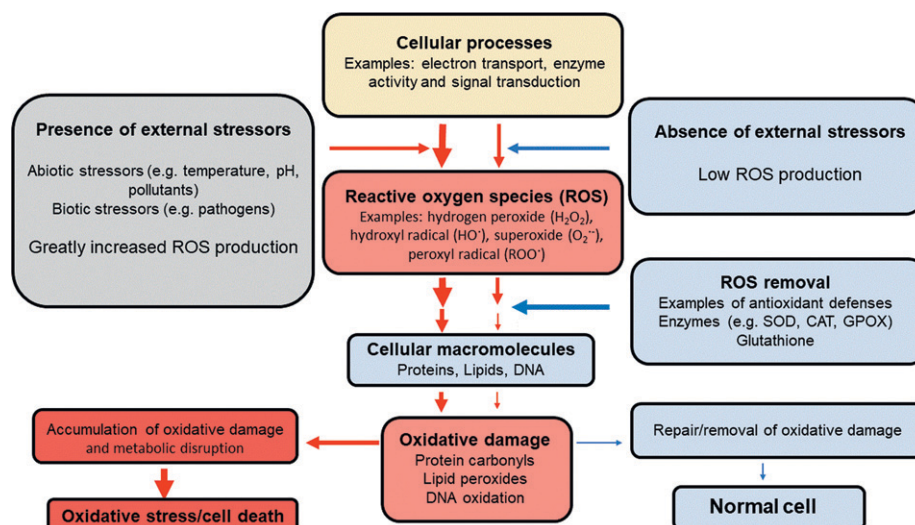 Cellular processes
Examples: electron transport, enzyme
activity and signal transduction
Presence of external stressors
Abiotic stressors (e.g. temperature, pH,
pollutants)
Biotic stressors (e.g. pathogens)
Greatly increased ROS production
Absence of external stressors
Low ROS production
Reactive oxygen species (ROS)
Examples: hydrogen peroxide (H₂O₂),
hydroxyl radical (HO˙), superoxide (O₂˙⁻),
peroxyl radical (ROO˙)
ROS removal
Examples of antioxidant defenses
Enzymes (e.g. SOD, CAT, GPOX)
Glutathione
Cellular macromolecules
Proteins, Lipids, DNA
Accumulation of oxidative damage
and metabolic disruption
Oxidative damage
Protein carbonyls
Lipid peroxides
DNA oxidation
Repair/removal of oxidative damage
Oxidative stress/cell death
Normal cell